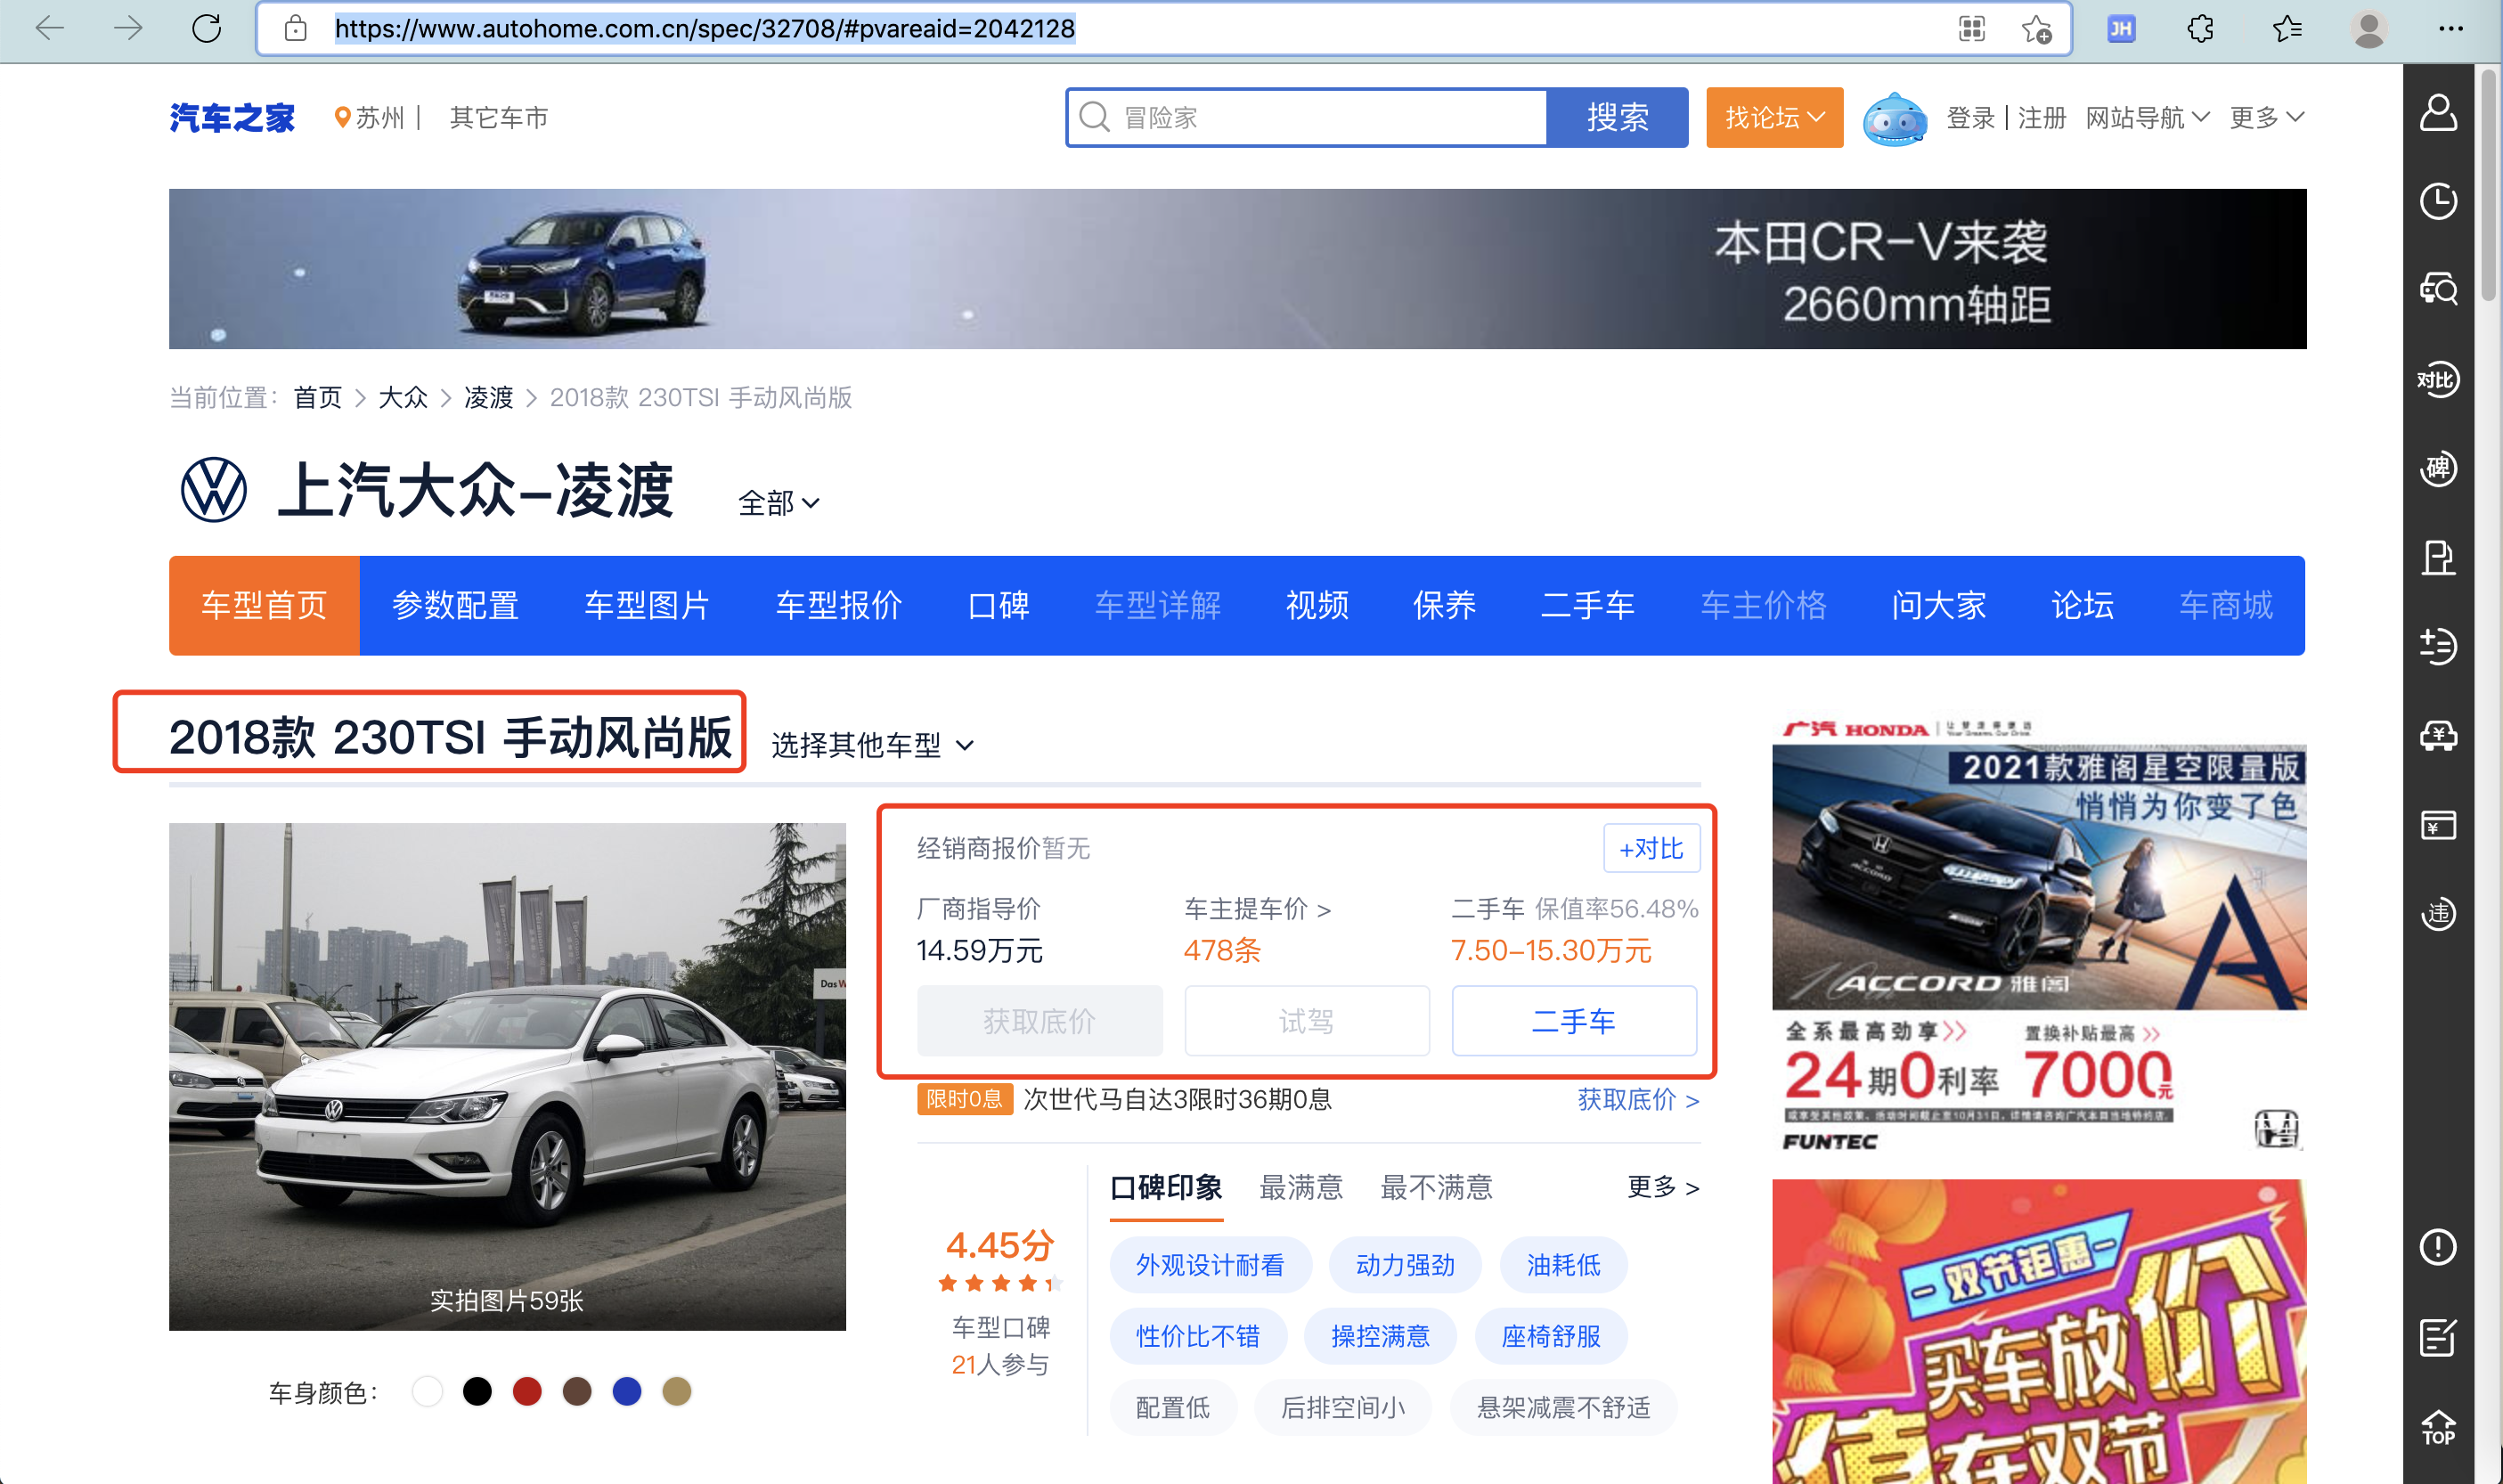 https://www.autohome.com.cn/spec/32708/#pvareaid=2042128
JH
汽车之家
苏州 | 其它车市
冒险家
搜索
找论坛
登录 | 注册 网站导航 更多
本田CR-V来袭
2660mm轴距
当前位置： 首页 > 大众 > 凌渡 > 2018款 230TSI 手动风尚版
上汽大众-凌渡 全部
车型首页 参数配置 车型图片 车型报价 口碑 车型详解 视频 保养 二手车 车主价格 问大家 论坛 车商城
2018款 230TSI 手动风尚版 选择其他车型
经销商报价暂无
+对比
厂商指导价 车主提车价 > 二手车 保值率56.48%
14.59万元 478条 7.50-15.30万元
获取底价 试驾 二手车
限时0息 次世代马自达3限时36期0息 获取底价 >
口碑印象 最满意 最不满意 更多 >
4.45分
车型口碑
21人参与
外观设计耐看 动力强劲 油耗低
性价比不错 操控满意 座椅舒服
配置低 后排空间小 悬架减震不舒适
Das W
实拍图片59张
车身颜色：
广汽 HONDA
2021款雅阁星空限量版
悄悄为你变了色
ACCORD
10 ACCORD 雅阁
全系最高劲享>> 置换补贴最高>>
24期0利率 7000元
FUNTEC
双节钜惠
买车放价
值在双节
对比
碑
违
TOP